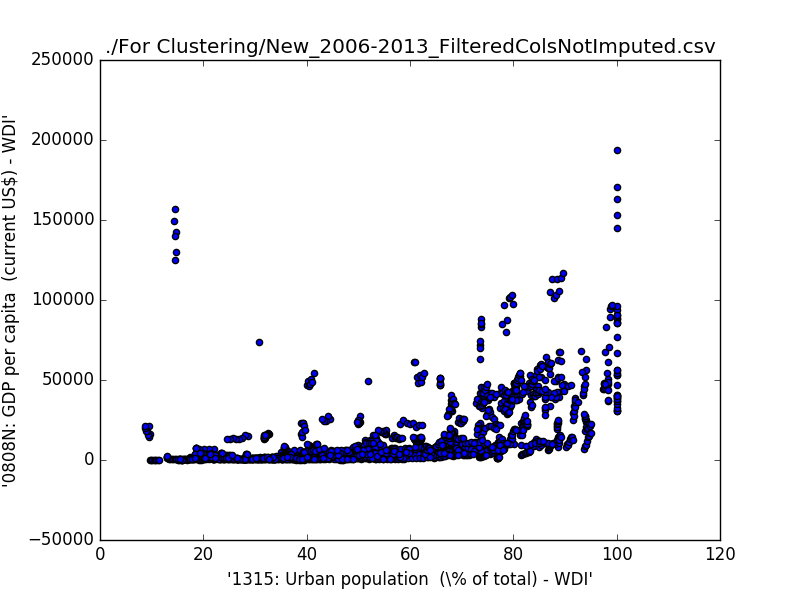 ./For Clustering/New_2006-2013_FilteredColsNotImputed.csv
250000
200000
150000
100000
50000
0
−50000
0 20 40 60 80 100 120
'0808N: GDP per capita  (current US$) - WDI'
'1315: Urban population  (\% of total) - WDI'